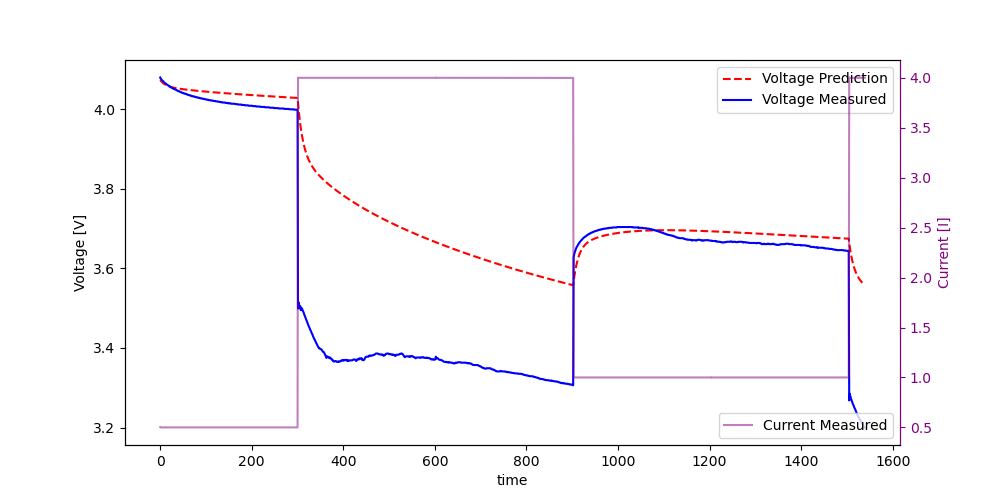 Voltage Prediction
Voltage Measured
Current Measured
Voltage [V]
4.0
3.8
3.6
3.4
3.2
4.0
3.5
3.0
2.5
2.0
1.5
1.0
0.5
Current [I]
0 200 400 600 800 1000 1200 1400 1600
time